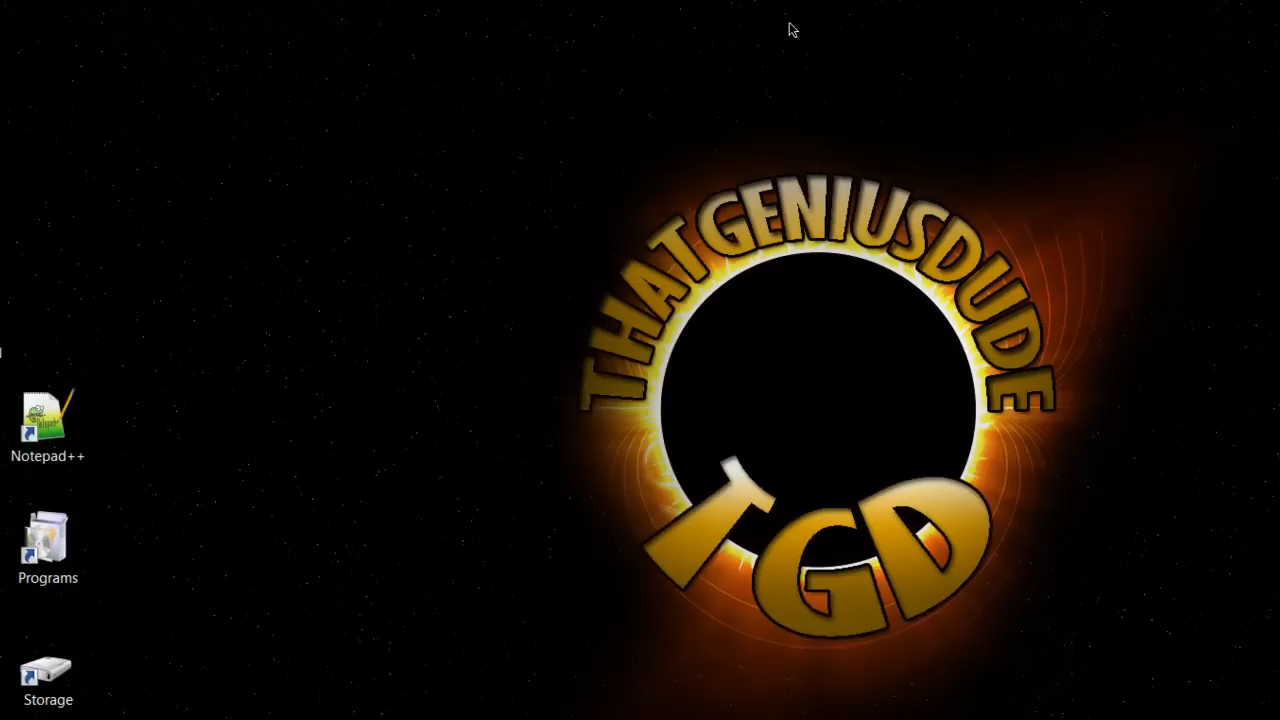 THATGENIUSDUDE
TGD
Notepad++
Programs
Storage